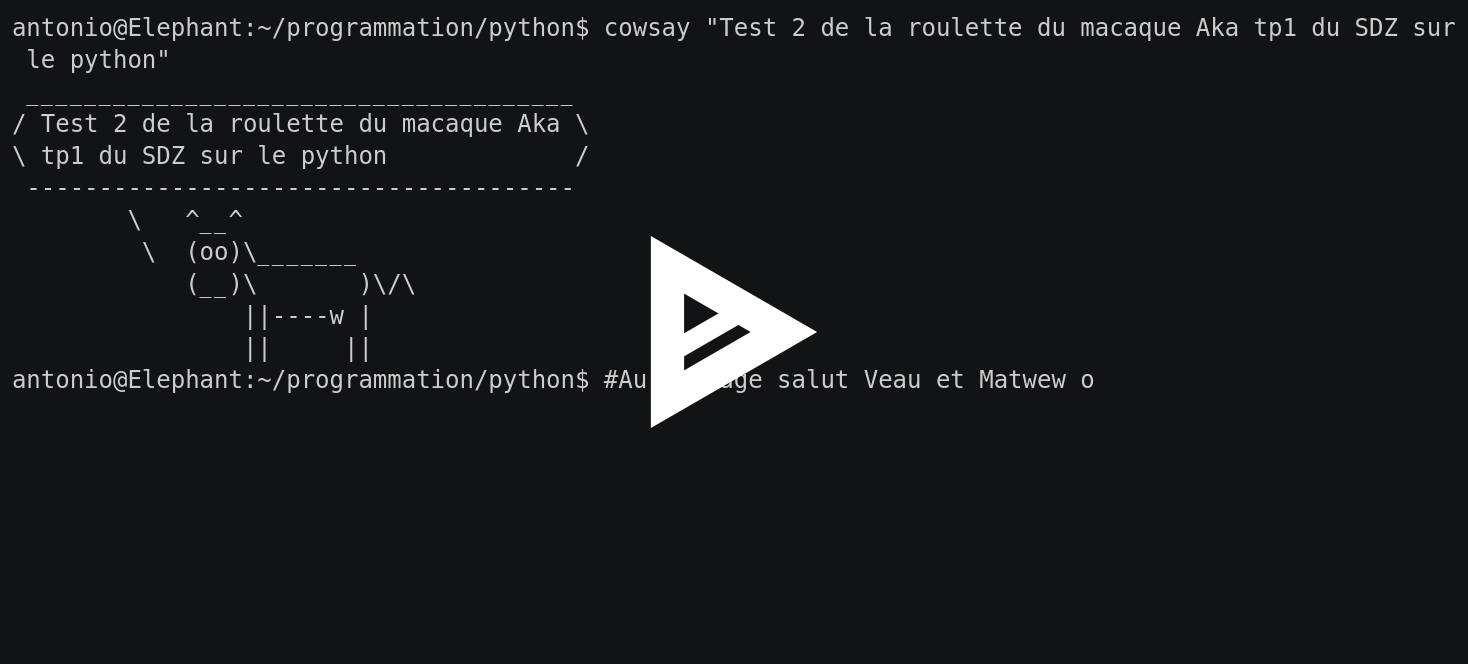 antonio@Elephant:~/programmation/python$ cowsay "Test 2 de la roulette du macaque Aka tp1 du SDZ sur
 le python"
 ______________________________________
/ Test 2 de la roulette du macaque Aka \
\ tp1 du SDZ sur le python             /
 --------------------------------------
        \   ^__^
         \  (oo)\_______
            (__)\       )\/\
                ||----w |
                ||     ||
antonio@Elephant:~/programmation/python$ #Au salut Veau et Matwew o